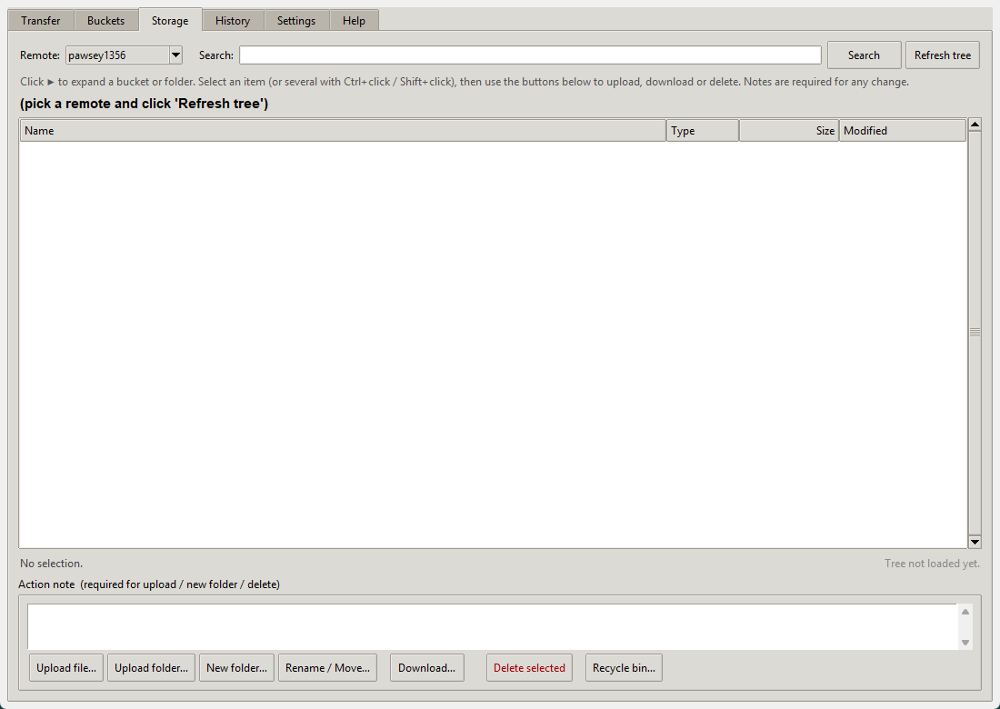 Transfer Buckets Storage History Settings Help
Remote: pawsey1356 Search: Search Refresh tree
Click ► to expand a bucket or folder. Select an item (or several with Ctrl+click / Shift+click), then use the buttons below to upload, download or delete. Notes are required for any change.
(pick a remote and click 'Refresh tree')
Name Type Size Modified
No selection. Tree not loaded yet.
Action note (required for upload / new folder / delete)
Upload file... Upload folder... New folder... Rename / Move... Download... Delete selected Recycle bin...